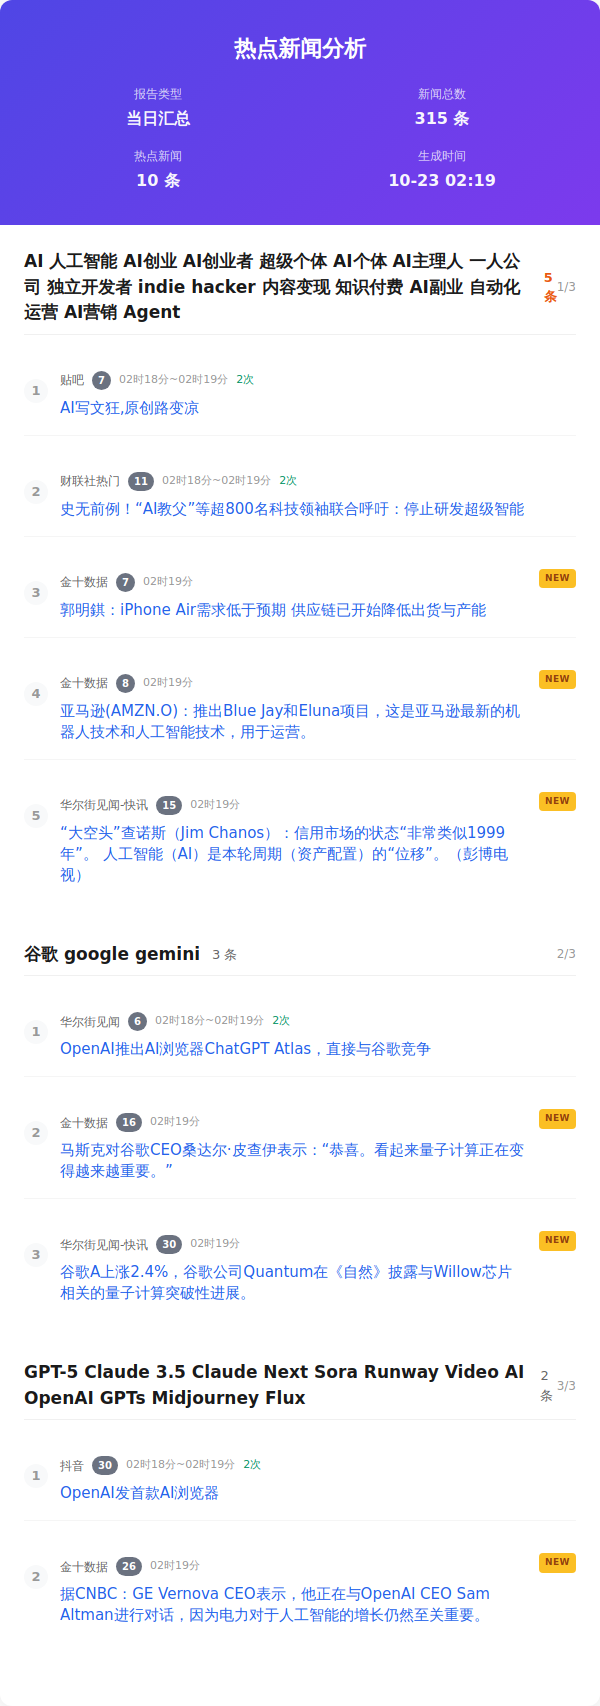 热点新闻分析
报告类型
新闻总数
当日汇总
315 条
热点新闻
生成时间
10 条
10-23 02:19
AI 人工智能 AI创业 AI创业者 超级个体 AI个体 AI主理人 一人公
司 独立开发者 indie hacker 内容变现 知识付费 AI副业 自动化
运营 AI营销 Agent
5
条
1/3
1
贴吧 7 02时18分~02时19分 2次
AI写文狂,原创路变凉
2
财联社热门 11 02时18分~02时19分 2次
史无前例！“AI教父”等超800名科技领袖联合呼吁：停止研发超级智能
3
金十数据 7 02时19分
NEW
郭明錤：iPhone Air需求低于预期 供应链已开始降低出货与产能
4
金十数据 8 02时19分
NEW
亚马逊(AMZN.O)：推出Blue Jay和Eluna项目，这是亚马逊最新的机
器人技术和人工智能技术，用于运营。
5
华尔街见闻-快讯 15 02时19分
NEW
“大空头”查诺斯（Jim Chanos）：信用市场的状态“非常类似1999
年”。 人工智能（AI）是本轮周期（资产配置）的“位移”。（彭博电
视）
谷歌 google gemini 3 条
2/3
1
华尔街见闻 6 02时18分~02时19分 2次
OpenAI推出AI浏览器ChatGPT Atlas，直接与谷歌竞争
2
金十数据 16 02时19分
NEW
马斯克对谷歌CEO桑达尔·皮查伊表示：“恭喜。看起来量子计算正在变
得越来越重要。”
3
华尔街见闻-快讯 30 02时19分
NEW
谷歌A上涨2.4%，谷歌公司Quantum在《自然》披露与Willow芯片
相关的量子计算突破性进展。
GPT-5 Claude 3.5 Claude Next Sora Runway Video AI
OpenAI GPTs Midjourney Flux
2
条
3/3
1
抖音 30 02时18分~02时19分 2次
OpenAI发首款AI浏览器
2
金十数据 26 02时19分
NEW
据CNBC：GE Vernova CEO表示，他正在与OpenAI CEO Sam
Altman进行对话，因为电力对于人工智能的增长仍然至关重要。